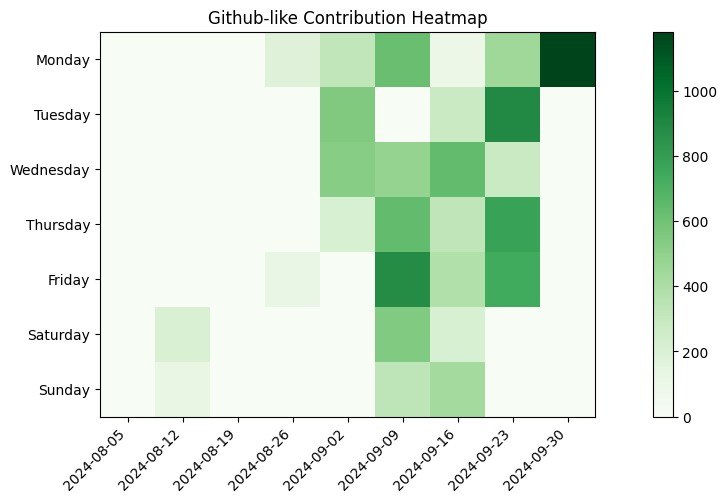 Github-like Contribution Heatmap
Monday
Tuesday
Wednesday
Thursday
Friday
Saturday
Sunday
2024-08-05
2024-08-12
2024-08-19
2024-08-26
2024-09-02
2024-09-09
2024-09-16
2024-09-23
2024-09-30
1000
800
600
400
200
0